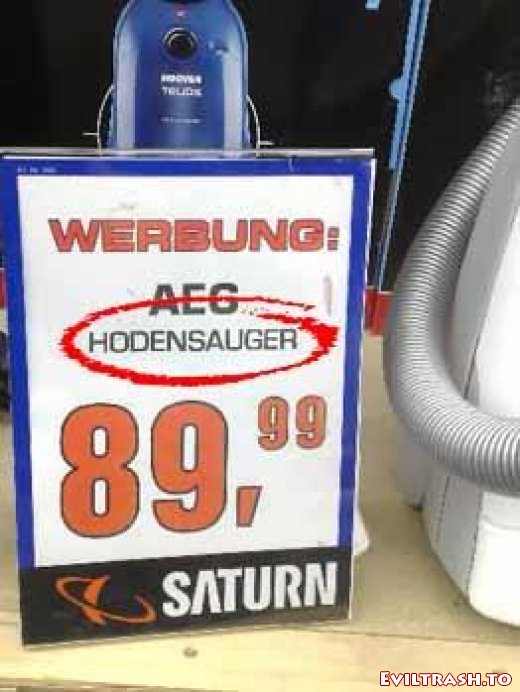 HOOVER
TELIOS
WERBUNG:
AEG
HODENSAUGER
89,99
SATURN
EVILTRASH.TO